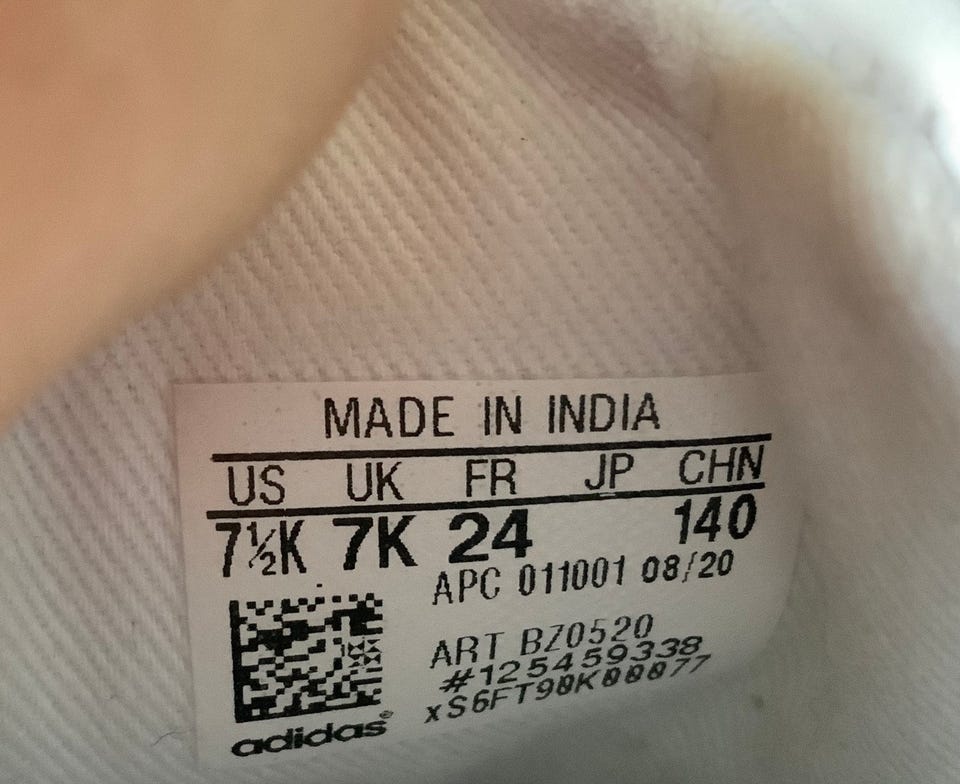 MADE IN INDIA
US UK FR JP CHN
7½K 7K 24 140
APC 011001 08/20
ART BZ0520
#125459338
xS6FT90K00077
adidas®